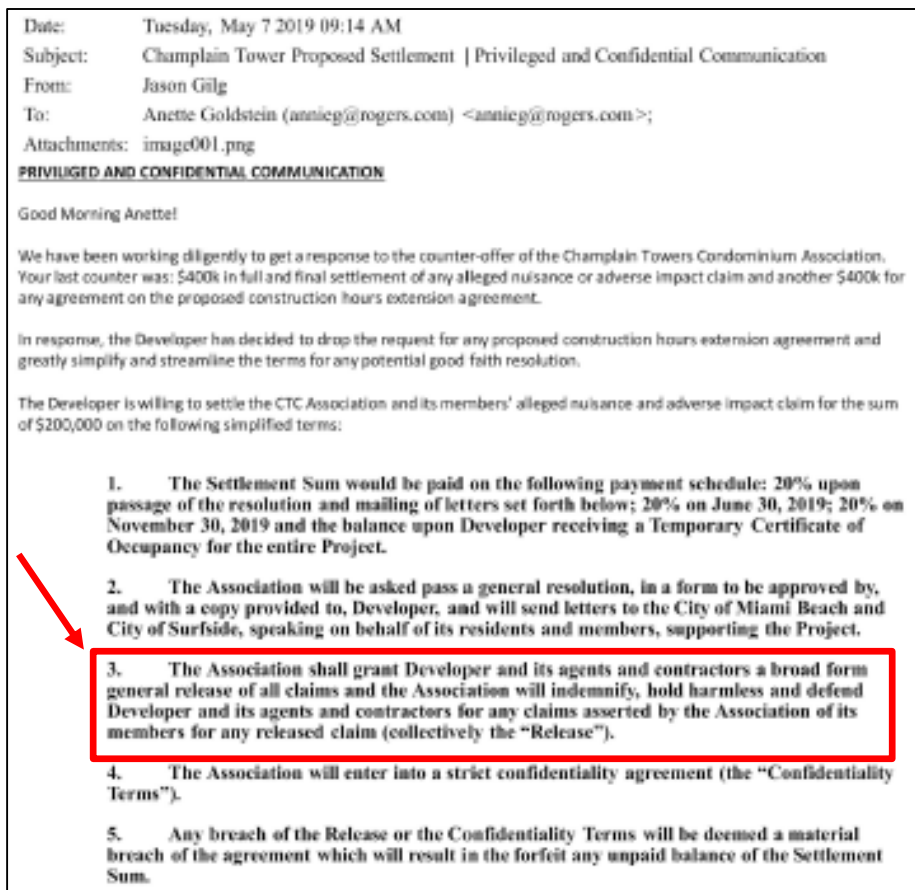 Date: Tuesday, May 7 2019 09:14 AM
Subject: Champlain Tower Proposed Settlement | Privileged and Confidential Communication
From: Jason Gilg
To: Anette Goldstein (annieg@rogers.com) <annieg@rogers.com>;
Attachments: image001.png
PRIVILIGED AND CONFIDENTIAL COMMUNICATION
Good Morning Anette!
We have been working diligently to get a response to the counter-offer of the Champlain Towers Condominium Association.
Your last counter was: $400k in full and final settlement of any alleged nuisance or adverse impact claim and another $400k for
any agreement on the proposed construction hours extension agreement.
In response, the Developer has decided to drop the request for any proposed construction hours extension agreement and
greatly simplify and streamline the terms for any potential good faith resolution.
The Developer is willing to settle the CTC Association and its members' alleged nuisance and adverse impact claim for the sum
of $200,000 on the following simplified terms:
1. The Settlement Sum would be paid on the following payment schedule: 20% upon
passage of the resolution and mailing of letters set forth below; 20% on June 30, 2019; 20% on
November 30, 2019 and the balance upon Developer receiving a Temporary Certificate of
Occupancy for the entire Project.
2. The Association will be asked pass a general resolution, in a form to be approved by,
and with a copy provided to, Developer, and will send letters to the City of Miami Beach and
City of Surfside, speaking on behalf of its residents and members, supporting the Project.
3. The Association shall grant Developer and its agents and contractors a broad form
general release of all claims and the Association will indemnify, hold harmless and defend
Developer and its agents and contractors for any claims asserted by the Association of its
members for any released claim (collectively the "Release").
4. The Association will enter into a strict confidentiality agreement (the "Confidentiality
Terms").
5. Any breach of the Release or the Confidentiality Terms will be deemed a material
breach of the agreement which will result in the forfeit any unpaid balance of the Settlement
Sum.